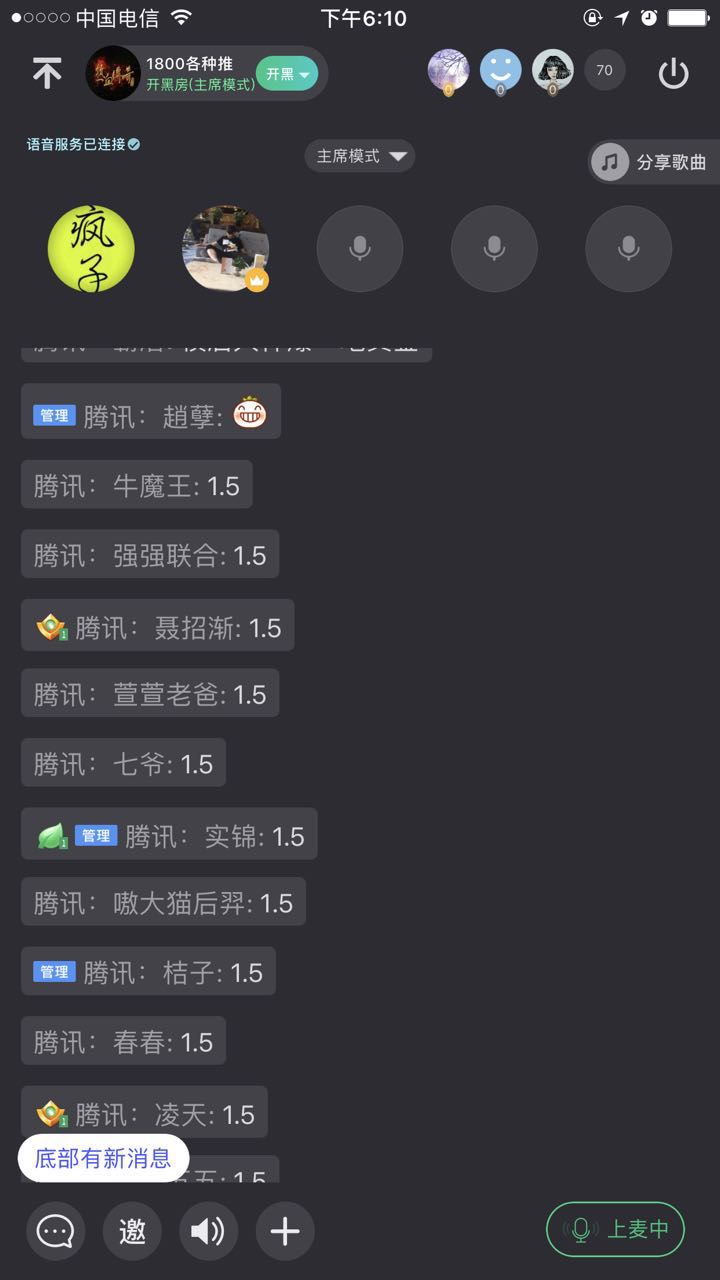 中国电信
下午6:10
1800各种推
开黑房(主席模式)
开黑
0
0
0
70
语音服务已连接
主席模式
分享歌曲
疯子
管理 腾讯：趙孽:
腾讯：牛魔王: 1.5
腾讯：强强联合: 1.5
1 腾讯：聂招渐: 1.5
腾讯：萱萱老爸: 1.5
腾讯：七爷: 1.5
1 管理 腾讯：实锦: 1.5
腾讯：嗷大猫后羿: 1.5
管理 腾讯：桔子: 1.5
腾讯：春春: 1.5
1 腾讯：凌天: 1.5
底部有新消息
1.5
邀
上麦中